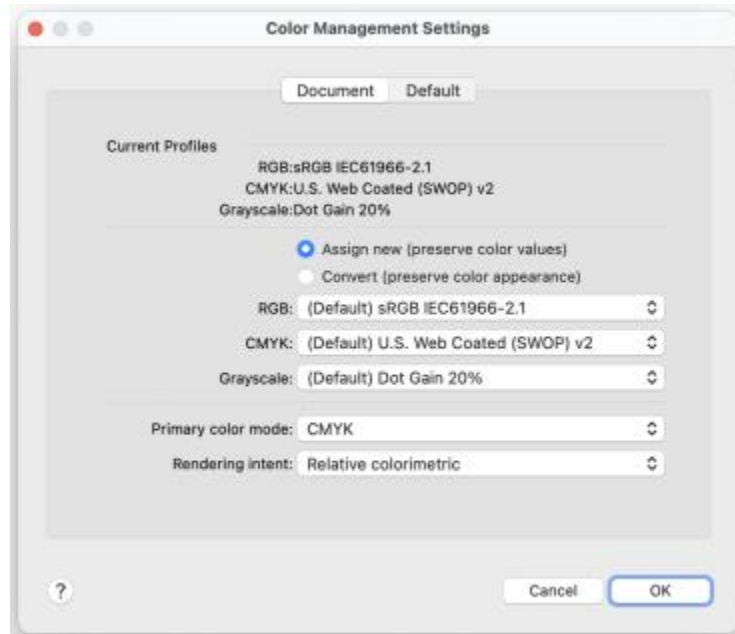 Color Management Settings
Document Default
Current Profiles
RGB:sRGB IEC61966-2.1
CMYK:U.S. Web Coated (SWOP) v2
Grayscale:Dot Gain 20%
Assign new (preserve color values)
Convert (preserve color appearance)
RGB: (Default) sRGB IEC61966-2.1
CMYK: (Default) U.S. Web Coated (SWOP) v2
Grayscale: (Default) Dot Gain 20%
Primary color mode: CMYK
Rendering intent: Relative colorimetric
? Cancel OK